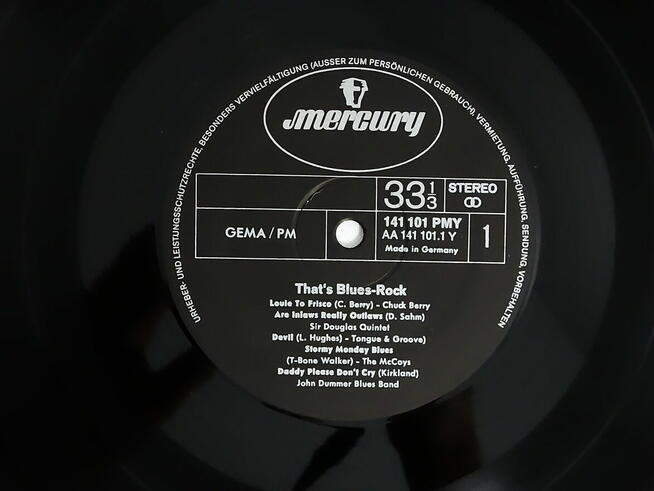 URHEBER- UND LEISTUNGSSCHUTZRECHTE, BESONDERS VERVIELFÄLTIGUNG (AUSSER ZUM PERSÖNLICHEN GEBRAUCH), VERMIETUNG, AUFFÜHRUNG, SENDUNG, VORBEHALTEN
mercury
33 1/3
STEREO
GEMA / PM
141 101 PMY
AA 141 101.1 Y
Made in Germany
1
That's Blues-Rock
Louie To Frisco (C. Berry) – Chuck Berry
Are Inlaws Really Outlaws (D. Sahm)
Sir Douglas Quintet
Devil (L. Hughes) – Tongue & Groove)
Stormy Monday Blues
(T-Bone Walker) – The McCoys
Daddy Please Don't Cry (Kirkland)
John Dummer Blues Band